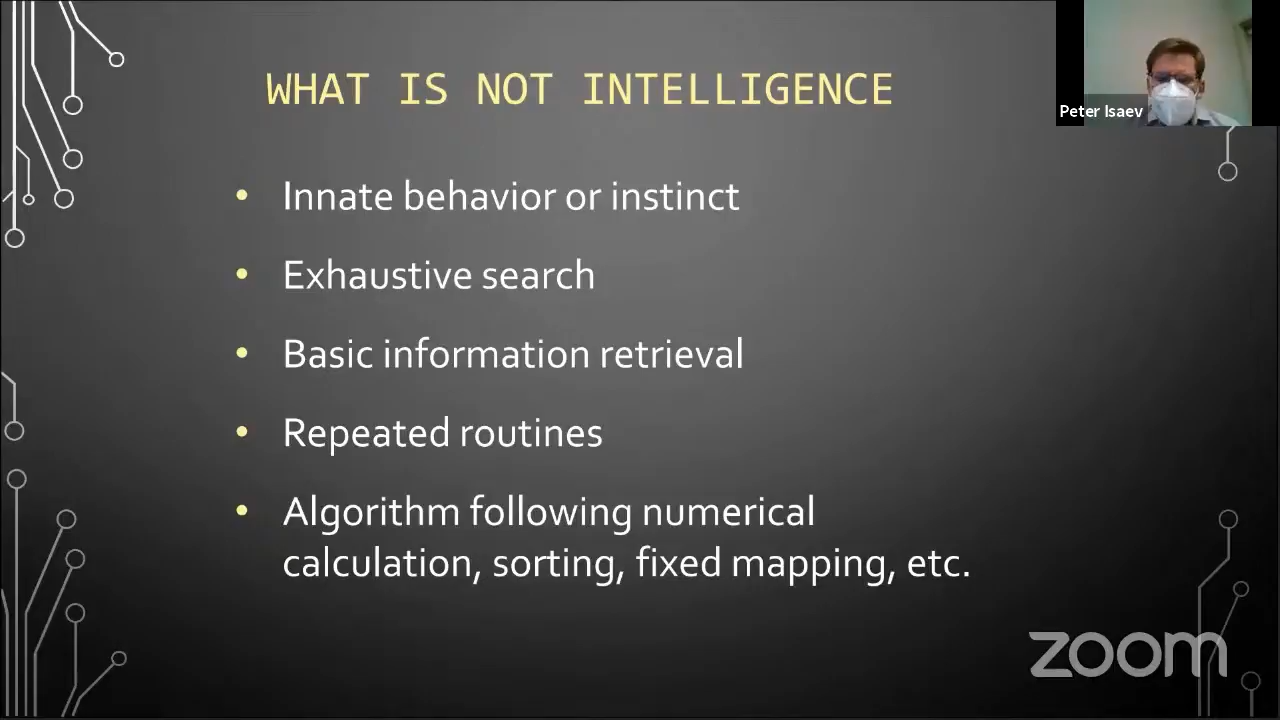 WHAT IS NOT INTELLIGENCE
Peter Isaev
• Innate behavior or instinct
• Exhaustive search
• Basic information retrieval
• Repeated routines
• Algorithm following numerical
calculation, sorting, fixed mapping, etc.
zoom